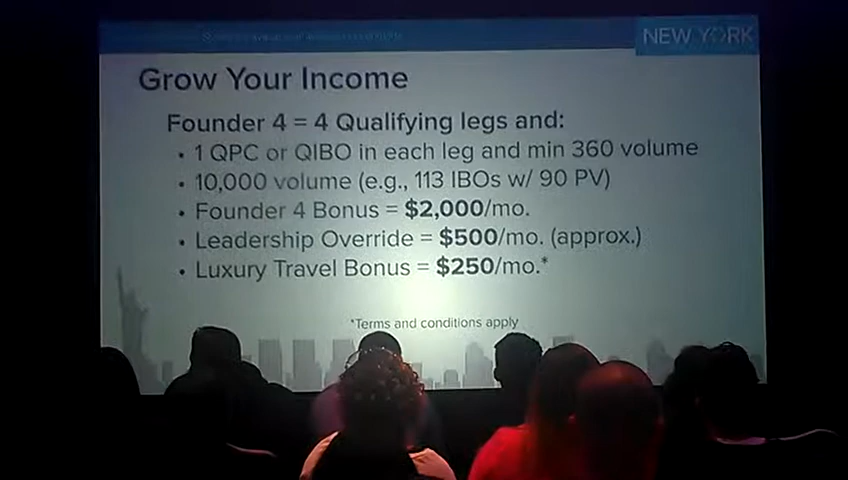 NEW YORK
Grow Your Income
Founder 4 = 4 Qualifying legs and:
• 1 QPC or QIBO in each leg and min 360 volume
• 10,000 volume (e.g., 113 IBOs w/ 90 PV)
• Founder 4 Bonus = $2,000/mo.
• Leadership Override = $500/mo. (approx.)
• Luxury Travel Bonus = $250/mo.*
*Terms and conditions apply